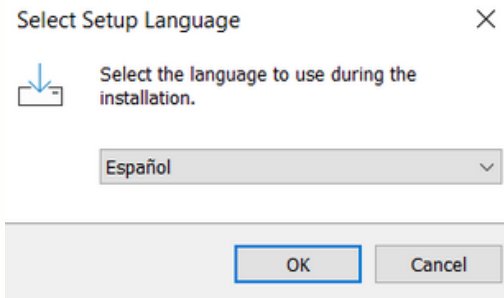 Select Setup Language
Select the language to use during the
installation.
Español
OK
Cancel